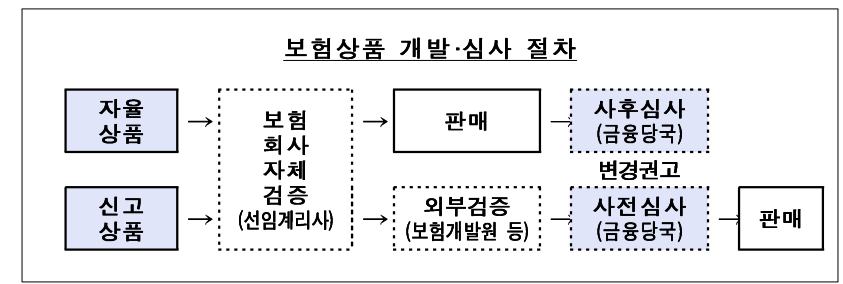 보험상품 개발·심사 절차
자율
상품
→
보험
회사
자체
검증
(선임계리사)
→
판매
→
사후심사
(금융당국)
변경권고
신고
상품
→
→
외부검증
(보험개발원 등)
→
사전심사
(금융당국)
→
판매